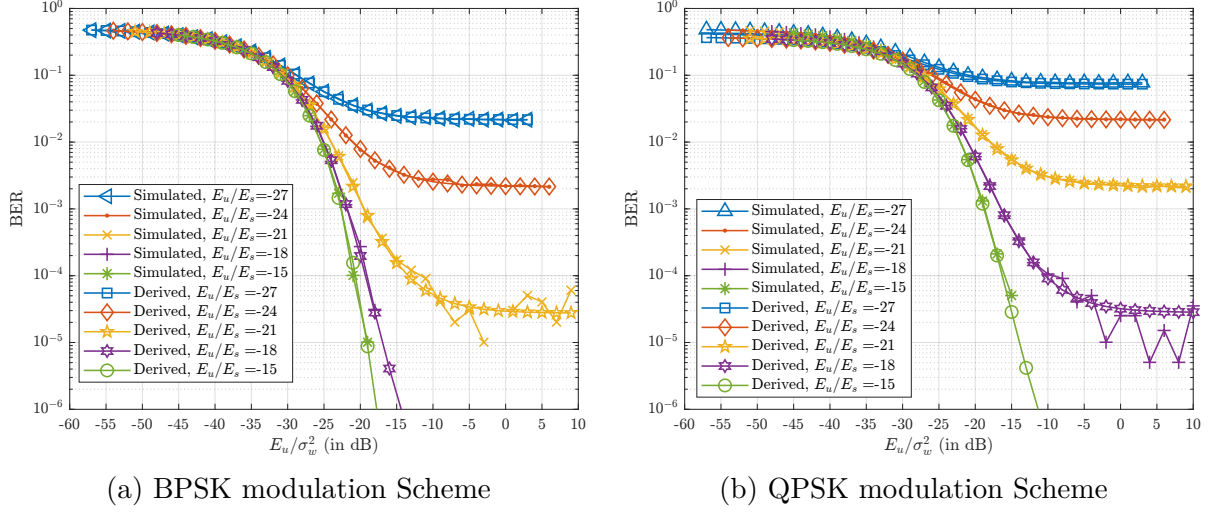 10^0
10^-1
10^-2
10^-3
10^-4
10^-5
10^-6
BER
Simulated, E_u/E_s=-27
Simulated, E_u/E_s=-24
Simulated, E_u/E_s=-21
Simulated, E_u/E_s=-18
Simulated, E_u/E_s=-15
Derived, E_u/E_s =-27
Derived, E_u/E_s =-24
Derived, E_u/E_s =-21
Derived, E_u/E_s =-18
Derived, E_u/E_s =-15
-60 -55 -50 -45 -40 -35 -30 -25 -20 -15 -10 -5 0 5 10
E_u/σ_w^2 (in dB)
(a) BPSK modulation Scheme
10^0
10^-1
10^-2
10^-3
10^-4
10^-5
10^-6
BER
Simulated, E_u/E_s=-27
Simulated, E_u/E_s=-24
Simulated, E_u/E_s=-21
Simulated, E_u/E_s=-18
Simulated, E_u/E_s=-15
Derived, E_u/E_s =-27
Derived, E_u/E_s =-24
Derived, E_u/E_s =-21
Derived, E_u/E_s =-18
Derived, E_u/E_s =-15
-60 -55 -50 -45 -40 -35 -30 -25 -20 -15 -10 -5 0 5 10
E_u/σ_w^2 (in dB)
(b) QPSK modulation Scheme